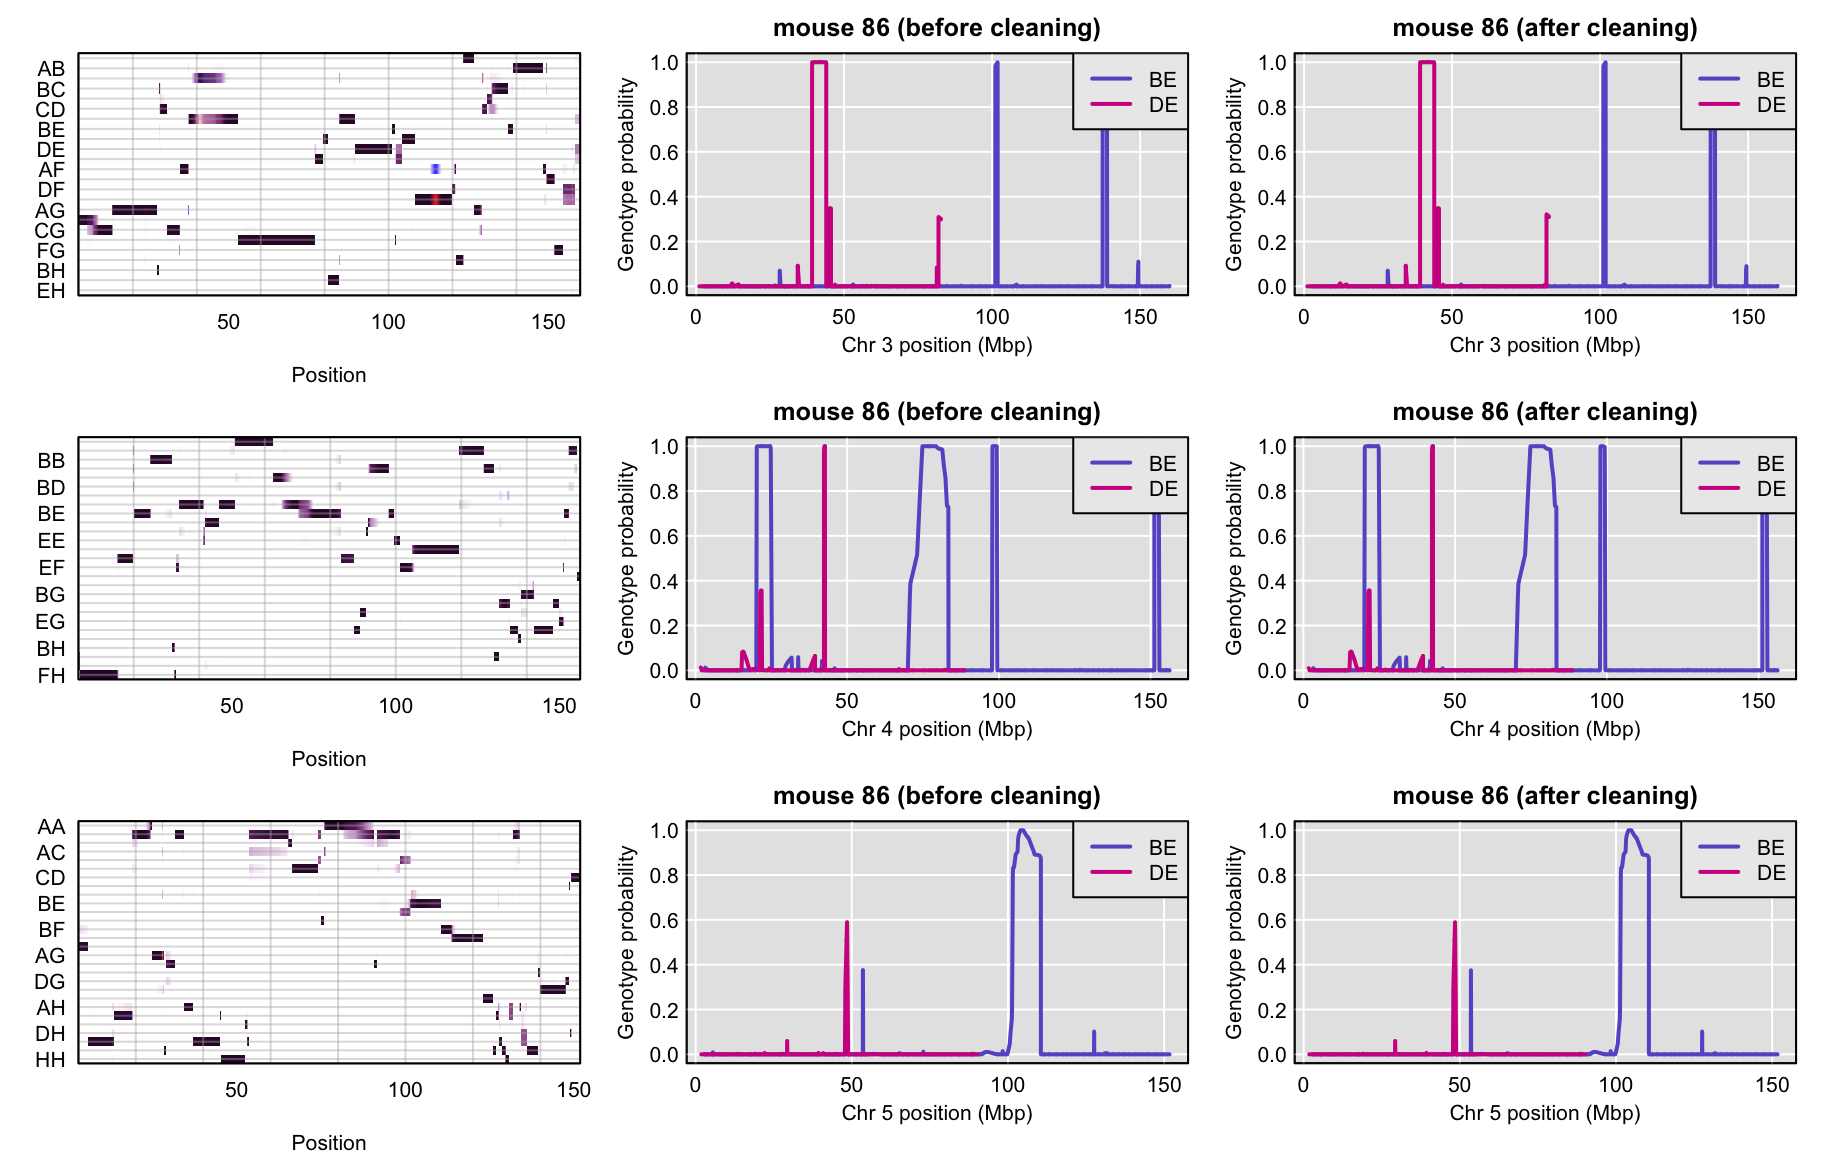 mouse 86 (before cleaning)
mouse 86 (after cleaning)
AB
BC
CD
BE
DE
AF
DF
AG
CG
FG
BH
EH
50
100
150
Position
Genotype probability
1.0
0.8
0.6
0.4
0.2
0.0
BE
DE
0
50
100
150
Chr 3 position (Mbp)
Genotype probability
1.0
0.8
0.6
0.4
0.2
0.0
BE
DE
0
50
100
150
Chr 3 position (Mbp)
mouse 86 (before cleaning)
mouse 86 (after cleaning)
BB
BD
BE
EE
EF
BG
EG
BH
FH
50
100
150
Position
Genotype probability
1.0
0.8
0.6
0.4
0.2
0.0
BE
DE
0
50
100
150
Chr 4 position (Mbp)
Genotype probability
1.0
0.8
0.6
0.4
0.2
0.0
BE
DE
0
50
100
150
Chr 4 position (Mbp)
mouse 86 (before cleaning)
mouse 86 (after cleaning)
AA
AC
CD
BE
BF
AG
DG
AH
DH
HH
50
100
150
Position
Genotype probability
1.0
0.8
0.6
0.4
0.2
0.0
BE
DE
0
50
100
150
Chr 5 position (Mbp)
Genotype probability
1.0
0.8
0.6
0.4
0.2
0.0
BE
DE
0
50
100
150
Chr 5 position (Mbp)